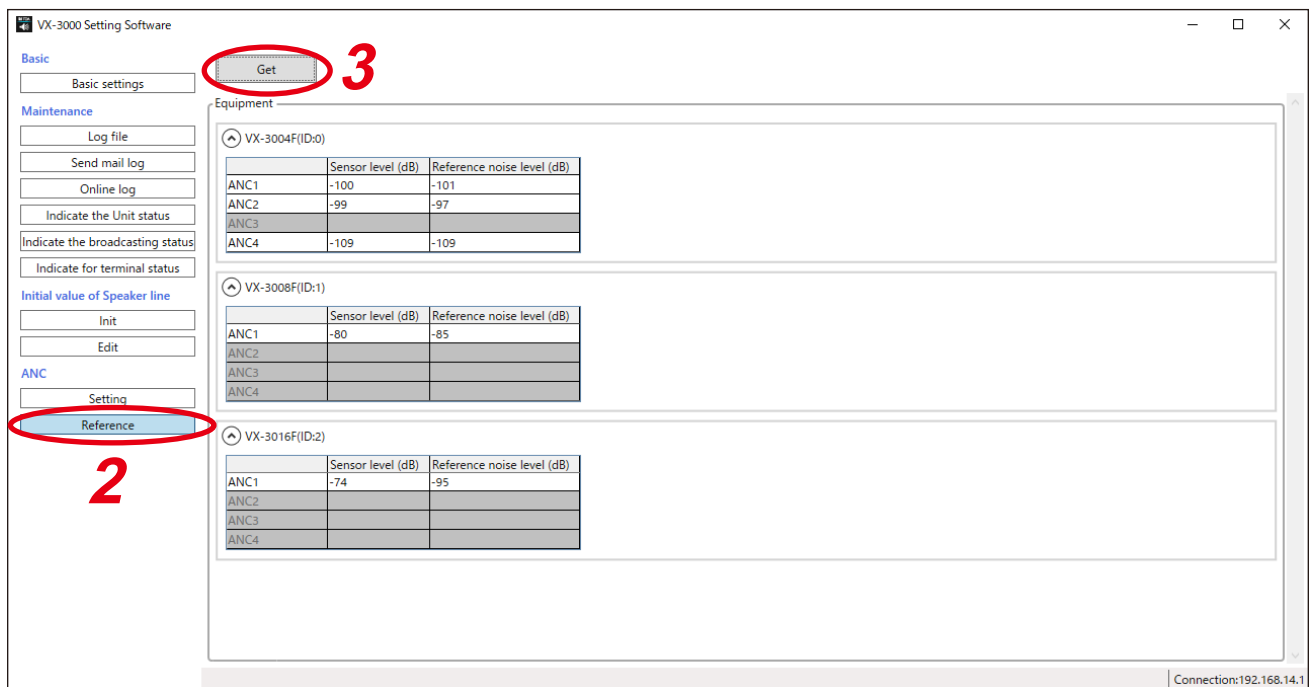 VX-3000 Setting Software
Basic
Basic settings
Maintenance
Log file
Send mail log
Online log
Indicate the Unit status
Indicate the broadcasting status
Indicate for terminal status
Initial value of Speaker line
Init
Edit
ANC
Setting
Reference
2
Get
3
Equipment
VX-3004F(ID:0)
Sensor level (dB) Reference noise level (dB)
ANC1 -100 -101
ANC2 -99 -97
ANC3
ANC4 -109 -109
VX-3008F(ID:1)
Sensor level (dB) Reference noise level (dB)
ANC1 -80 -85
ANC2
ANC3
ANC4
VX-3016F(ID:2)
Sensor level (dB) Reference noise level (dB)
ANC1 -74 -95
ANC2
ANC3
ANC4
Connection:192.168.14.1